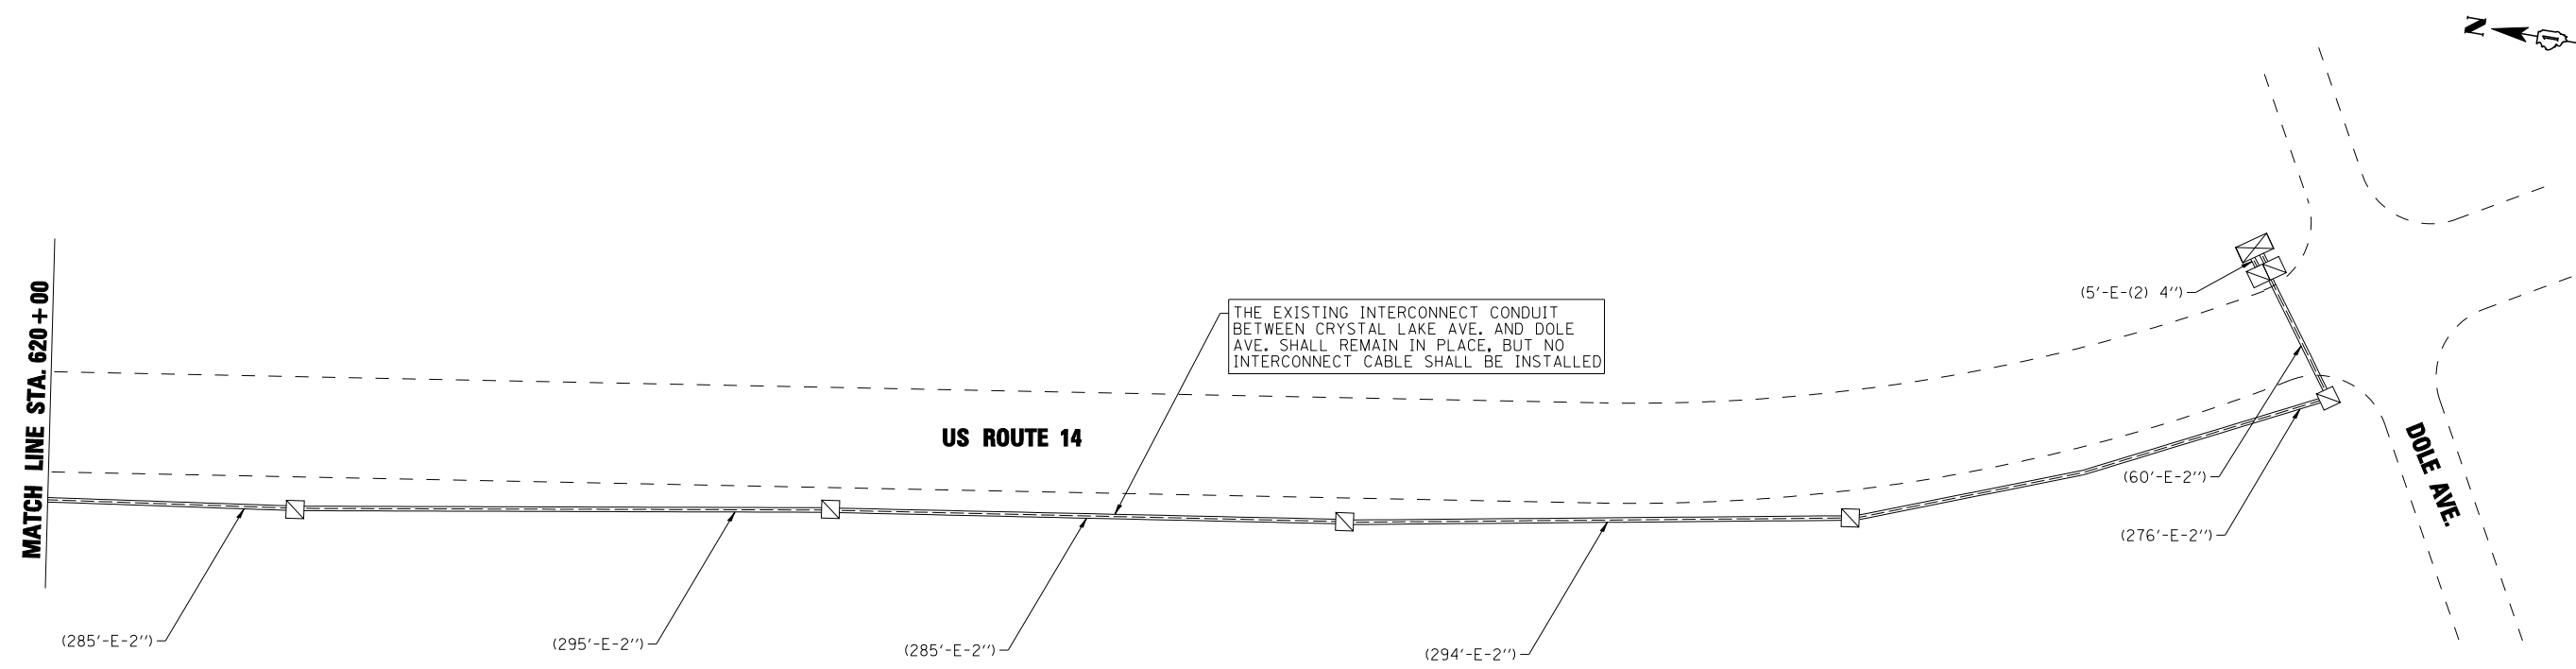 N
MATCH LINE STA. 620+00
(5'-E-(2) 4'')
THE EXISTING INTERCONNECT CONDUIT
BETWEEN CRYSTAL LAKE AVE. AND DOLE
AVE. SHALL REMAIN IN PLACE, BUT NO
INTERCONNECT CABLE SHALL BE INSTALLED
US ROUTE 14
DOLE AVE.
(60'-E-2'')
(276'-E-2'')
(285'-E-2'')
(295'-E-2'')
(285'-E-2'')
(294'-E-2'')